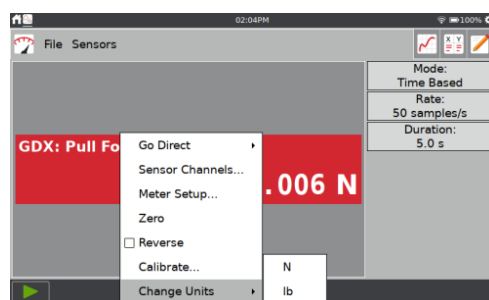 02:04PM
100%
File Sensors
X Y
Mode:
Time Based
Rate:
50 samples/s
Duration:
5.0 s
GDX: Pull Fo
.006 N
Go Direct
Sensor Channels...
Meter Setup...
Zero
Reverse
Calibrate...
Change Units
N
lb